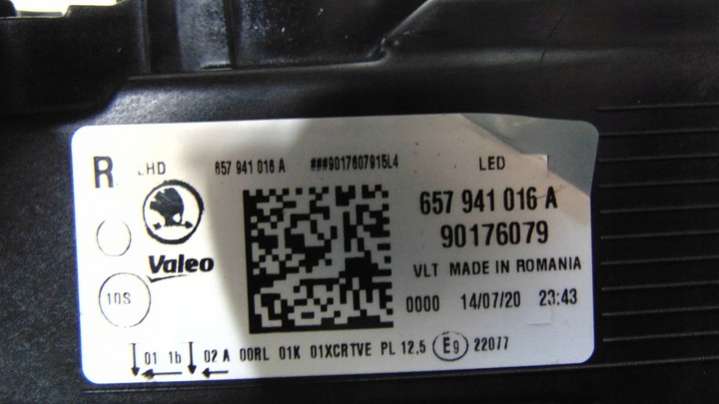 R LHD 657 941 016 A ###9017607915L4 LED
657 941 016 A
90176079
Valeo
VLT MADE IN ROMANIA
10S
0000 14/07/20 23:43
01 1b 02 A 00RL 01K 01XCRTVE PL 12,5 E9 22077